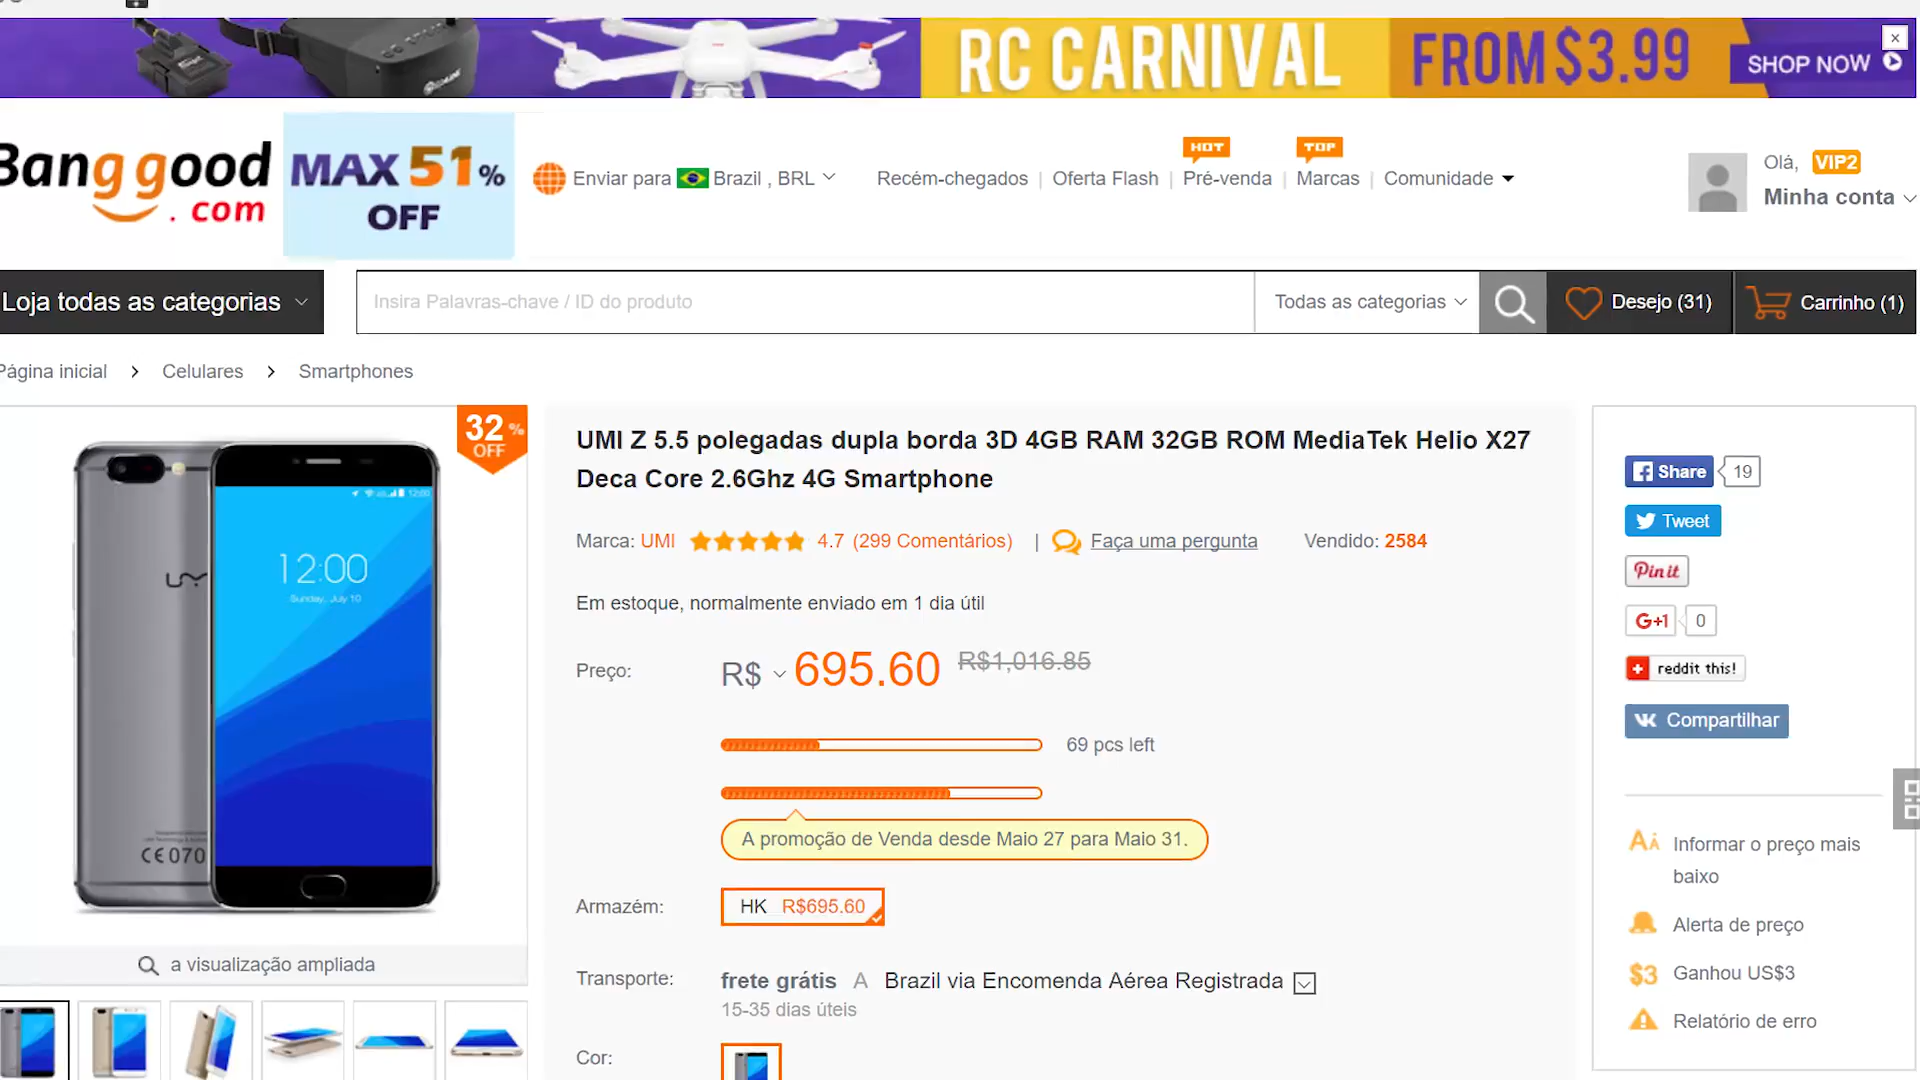 RC CARNIVAL FROM $3.99 SHOP NOW
Banggood.com
MAX 51% OFF
Enviar para Brazil , BRL
Recém-chegados | Oferta Flash | Pré-venda | Marcas | Comunidade
HOT TOP
Olá, VIP2
Minha conta
Loja todas as categorias
Insira Palavras-chave / ID do produto
Todas as categorias
Desejo (31)
Carrinho (1)
Página inicial > Celulares > Smartphones
32% OFF
12:00
12:00
Sunday, July 10
UMI
CE070
a visualização ampliada
UMI Z 5.5 polegadas dupla borda 3D 4GB RAM 32GB ROM MediaTek Helio X27
Deca Core 2.6Ghz 4G Smartphone
Marca: UMI 4.7 (299 Comentários) | Faça uma pergunta Vendido: 2584
Em estoque, normalmente enviado em 1 dia útil
Preço: R$ 695.60 R$1,016.85
69 pcs left
A promoção de Venda desde Maio 27 para Maio 31.
Armazém: HK R$695.60
Transporte: frete grátis A Brazil via Encomenda Aérea Registrada
15-35 dias úteis
Cor:
Share 19
Tweet
Pin it
G+1 0
reddit this!
Compartilhar
Informar o preço mais
baixo
Alerta de preço
$3 Ganhou US$3
Relatório de erro